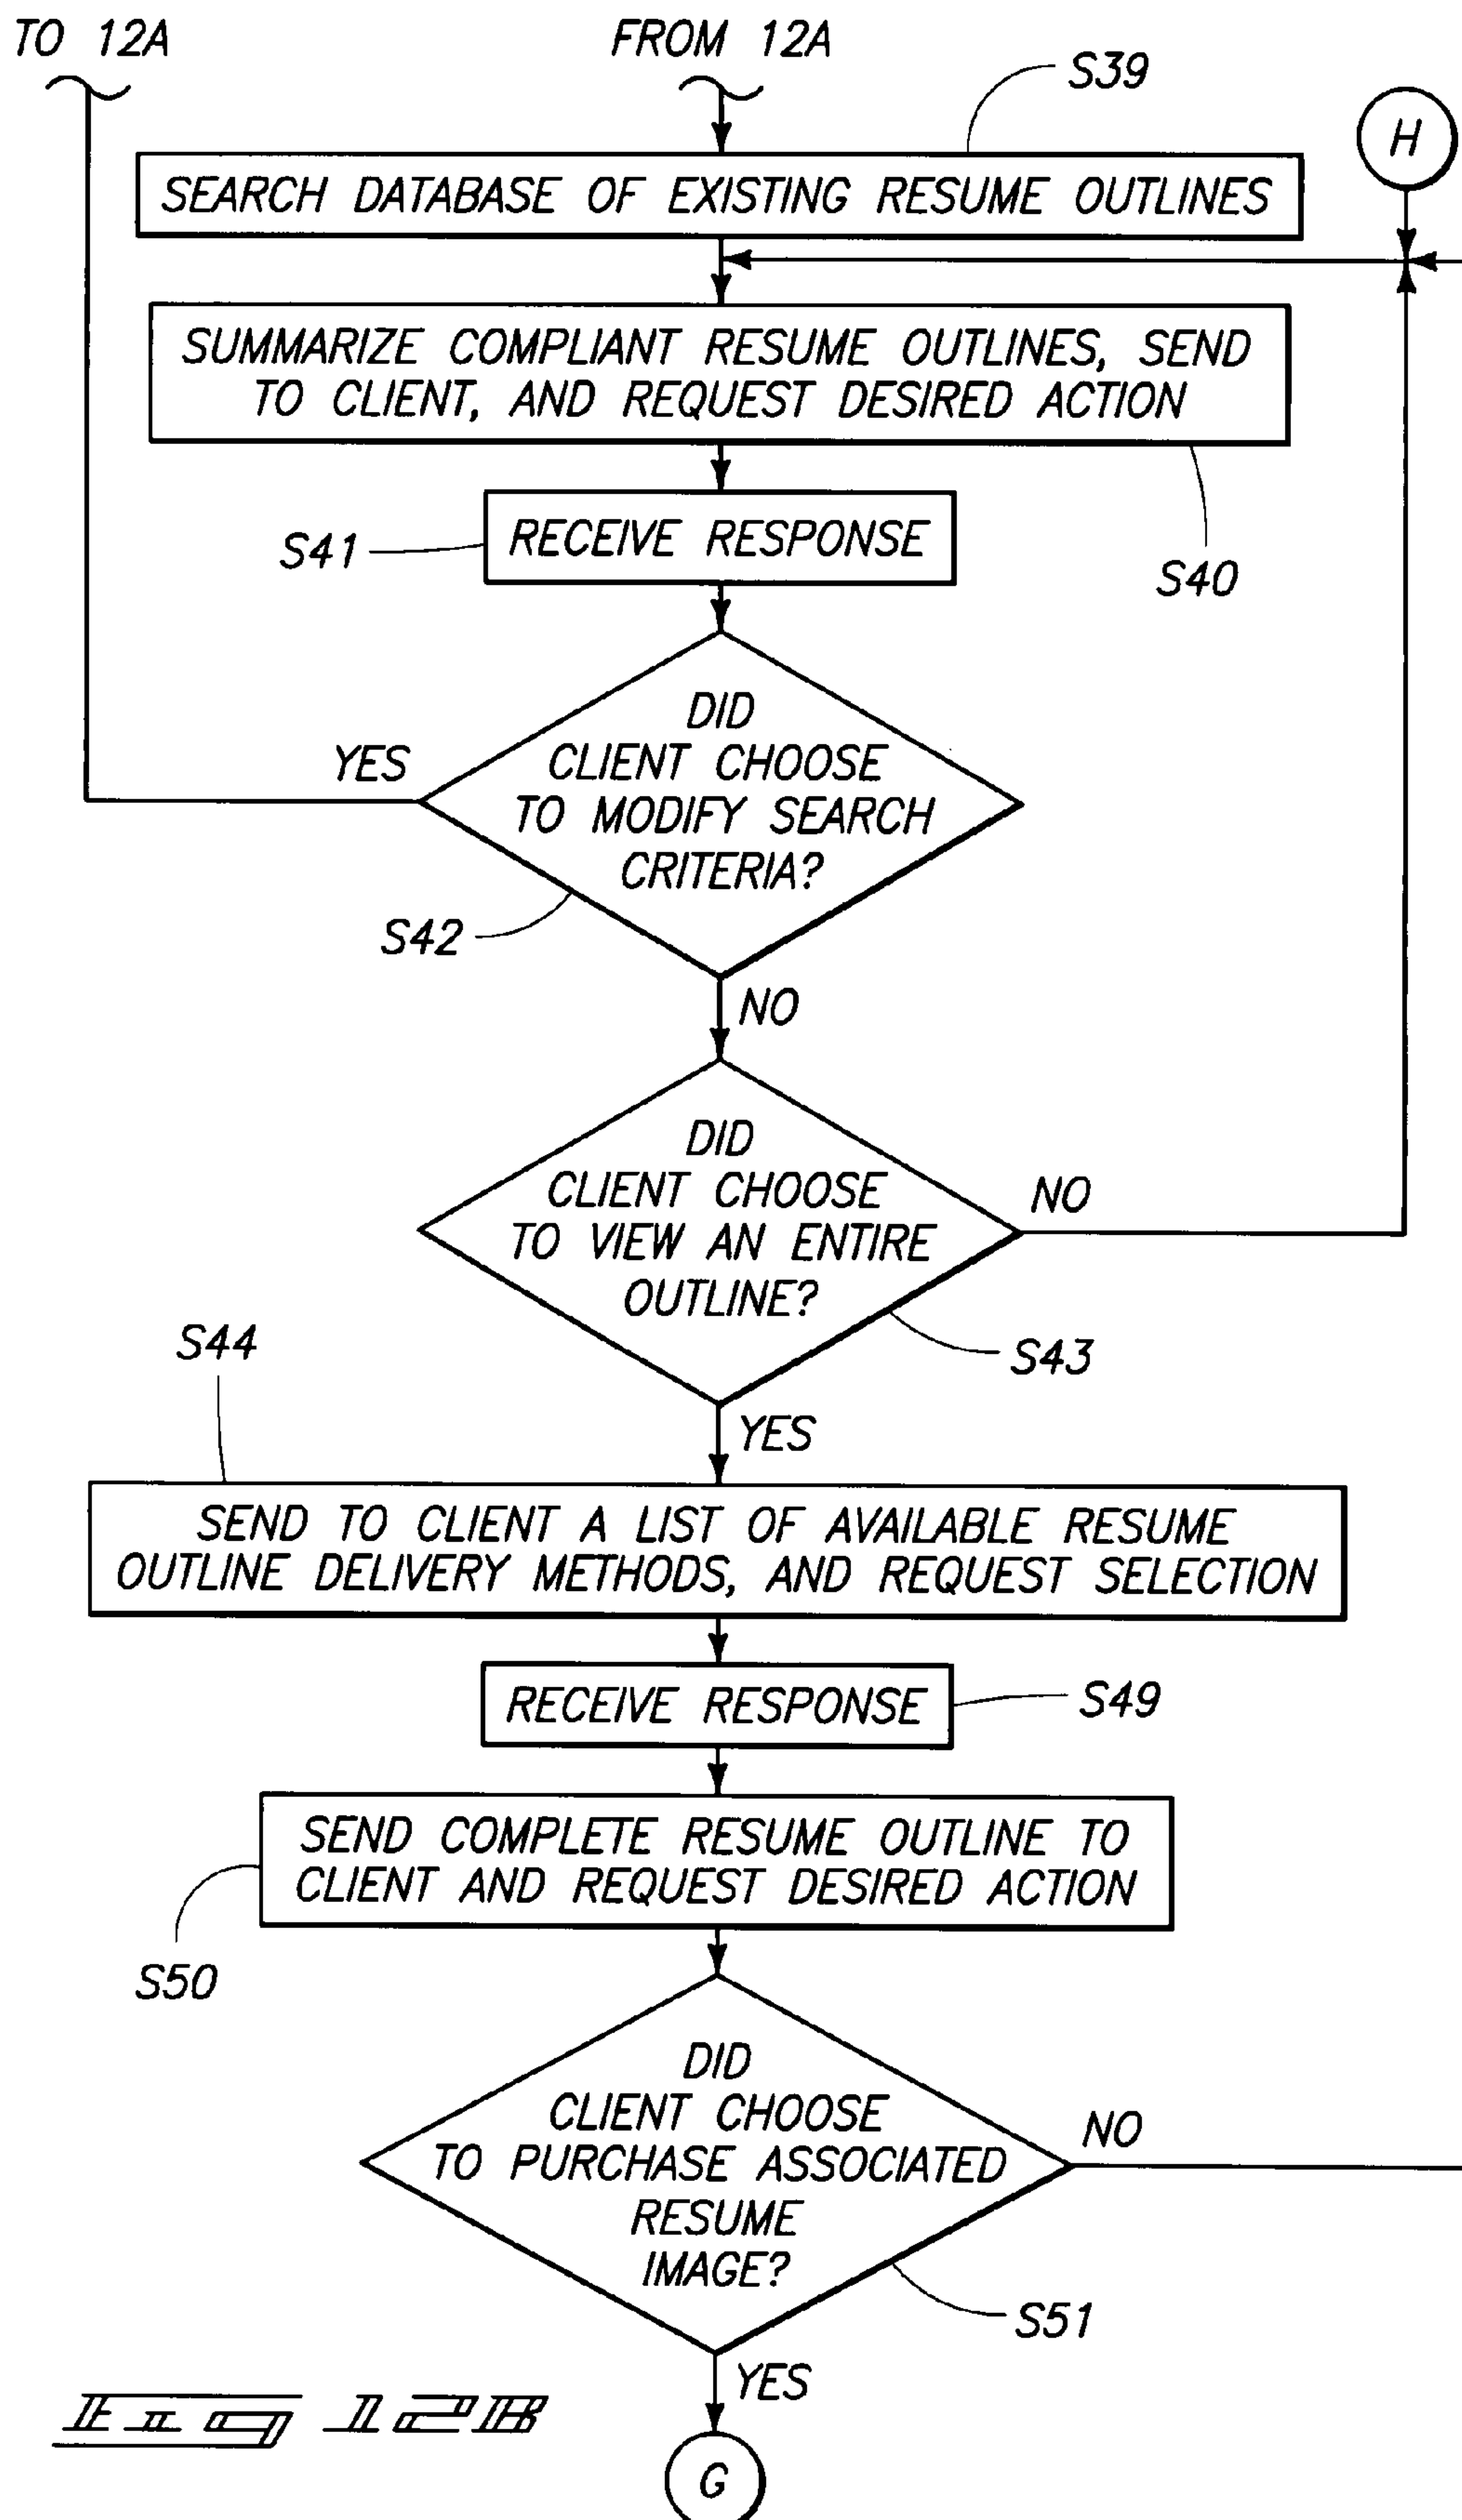 TO 12A
FROM 12A
S39
H
SEARCH DATABASE OF EXISTING RESUME OUTLINES
SUMMARIZE COMPLIANT RESUME OUTLINES, SEND
TO CLIENT, AND REQUEST DESIRED ACTION
S40
RECEIVE RESPONSE
S41
DID
CLIENT CHOOSE
TO MODIFY SEARCH
CRITERIA?
YES
S42
NO
DID
CLIENT CHOOSE
TO VIEW AN ENTIRE
OUTLINE?
NO
S43
S44
YES
SEND TO CLIENT A LIST OF AVAILABLE RESUME
OUTLINE DELIVERY METHODS, AND REQUEST SELECTION
RECEIVE RESPONSE
S49
SEND COMPLETE RESUME OUTLINE TO
CLIENT AND REQUEST DESIRED ACTION
S50
DID
CLIENT CHOOSE
TO PURCHASE ASSOCIATED
RESUME
IMAGE?
NO
S51
YES
G
Fig 12B